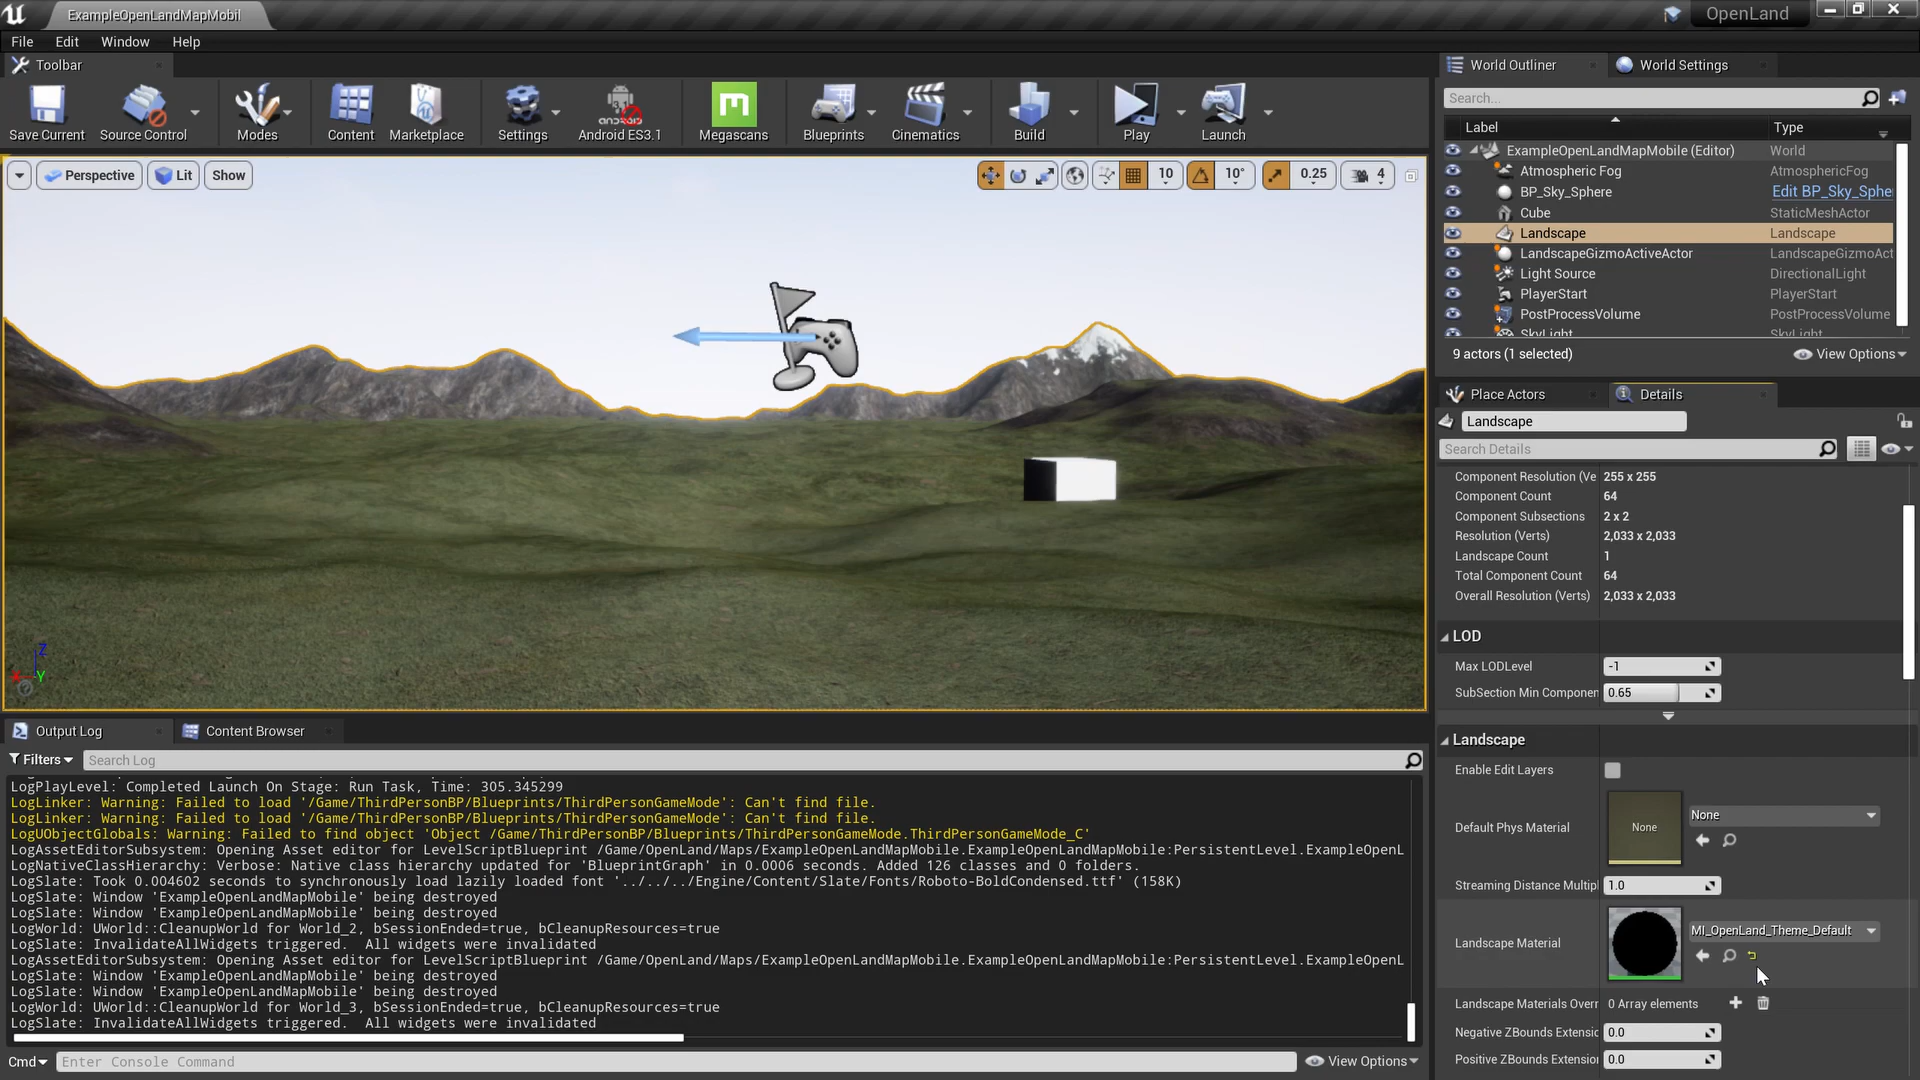 ExampleOpenLandMapMobil
OpenLand
File Edit Window Help
Toolbar
Save Current
Source Control
Modes
Content
Marketplace
Settings
Android ES3.1
Megascans
Blueprints
Cinematics
Build
Play
Launch
Perspective
Lit
Show
10
10°
0.25
4
World Outliner
World Settings
Search...
Label Type
ExampleOpenLandMapMobile (Editor) World
Atmospheric Fog AtmosphericFog
BP_Sky_Sphere Edit BP_Sky_Sphe
Cube StaticMeshActor
Landscape Landscape
LandscapeGizmoActiveActor LandscapeGizmoAct
Light Source DirectionalLight
PlayerStart PlayerStart
PostProcessVolume PostProcessVolume
SkyLight SkyLight
9 actors (1 selected)
View Options
Place Actors
Details
Landscape
Search Details
Component Resolution (Ve 255 x 255
Component Count 64
Component Subsections 2 x 2
Resolution (Verts) 2,033 x 2,033
Landscape Count 1
Total Component Count 64
Overall Resolution (Verts) 2,033 x 2,033
LOD
Max LODLevel -1
SubSection Min Componen 0.65
Landscape
Enable Edit Layers
Default Phys Material None None
Streaming Distance Multipl 1.0
Landscape Material MI_OpenLand_Theme_Default
Landscape Materials Overr 0 Array elements
Negative ZBounds Extensic 0.0
Positive ZBounds Extension 0.0
Z
X
Y
Output Log
Content Browser
Filters
Search Log
LogPlayLevel: Completed Launch On Stage: Run Task, Time: 305.345299
LogLinker: Warning: Failed to load '/Game/ThirdPersonBP/Blueprints/ThirdPersonGameMode': Can't find file.
LogLinker: Warning: Failed to load '/Game/ThirdPersonBP/Blueprints/ThirdPersonGameMode': Can't find file.
LogUObjectGlobals: Warning: Failed to find object 'Object /Game/ThirdPersonBP/Blueprints/ThirdPersonGameMode.ThirdPersonGameMode_C'
LogAssetEditorSubsystem: Opening Asset editor for LevelScriptBlueprint /Game/OpenLand/Maps/ExampleOpenLandMapMobile.ExampleOpenLandMapMobile:PersistentLevel.ExampleOpenL
LogNativeClassHierarchy: Verbose: Native class hierarchy updated for 'BlueprintGraph' in 0.0006 seconds. Added 126 classes and 0 folders.
LogSlate: Took 0.004602 seconds to synchronously load lazily loaded font '../../../Engine/Content/Slate/Fonts/Roboto-BoldCondensed.ttf' (158K)
LogSlate: Window 'ExampleOpenLandMapMobile' being destroyed
LogSlate: Window 'ExampleOpenLandMapMobile' being destroyed
LogWorld: UWorld::CleanupWorld for World_2, bSessionEnded=true, bCleanupResources=true
LogSlate: InvalidateAllWidgets triggered.  All widgets were invalidated
LogAssetEditorSubsystem: Opening Asset editor for LevelScriptBlueprint /Game/OpenLand/Maps/ExampleOpenLandMapMobile.ExampleOpenLandMapMobile:PersistentLevel.ExampleOpenL
LogSlate: Window 'ExampleOpenLandMapMobile' being destroyed
LogSlate: Window 'ExampleOpenLandMapMobile' being destroyed
LogWorld: UWorld::CleanupWorld for World_3, bSessionEnded=true, bCleanupResources=true
LogSlate: InvalidateAllWidgets triggered.  All widgets were invalidated
Cmd
Enter Console Command
View Options